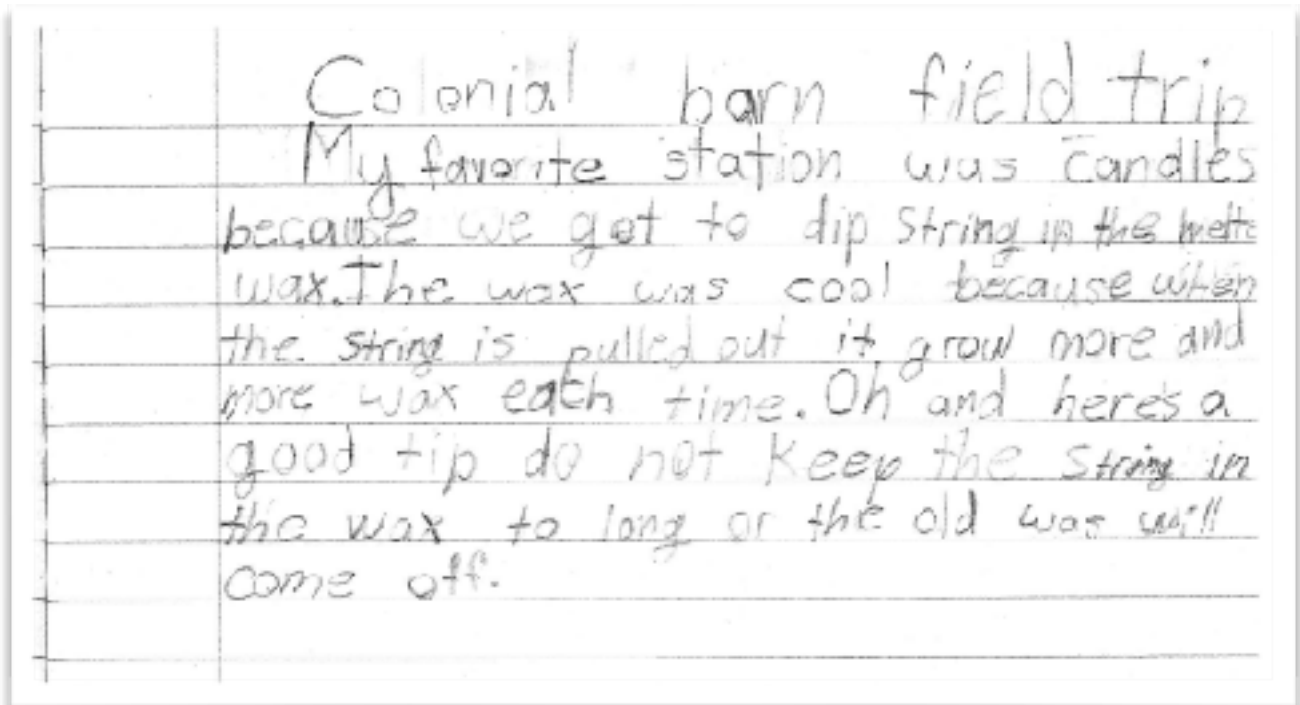 Colonial barn field trip
My favorite station was candles
because we got to dip string in the
wax. The wax was cool because when
the string is pulled out it grow more and
more wax each time. Oh and here's a
good tip do not keep the string in
the wax to long or the old was will
come off.